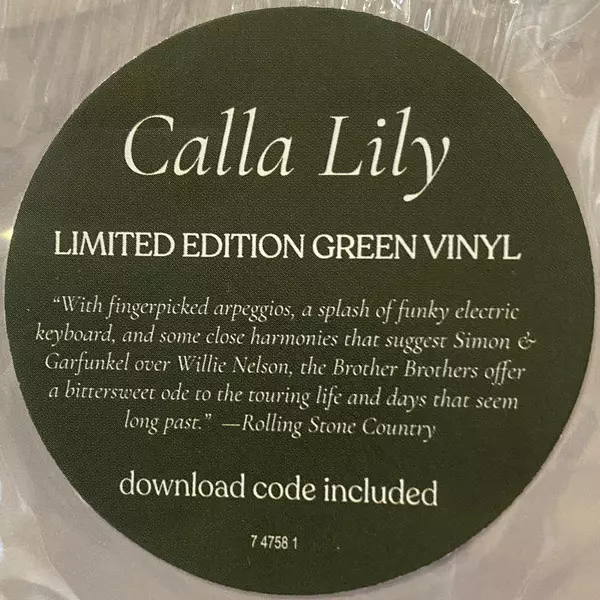 Calla Lily
LIMITED EDITION GREEN VINYL
“With fingerpicked arpeggios, a splash of funky electric
keyboard, and some close harmonies that suggest Simon &
Garfunkel over Willie Nelson, the Brother Brothers offer
a bittersweet ode to the touring life and days that seem
long past.” —Rolling Stone Country
download code included
7 4758 1